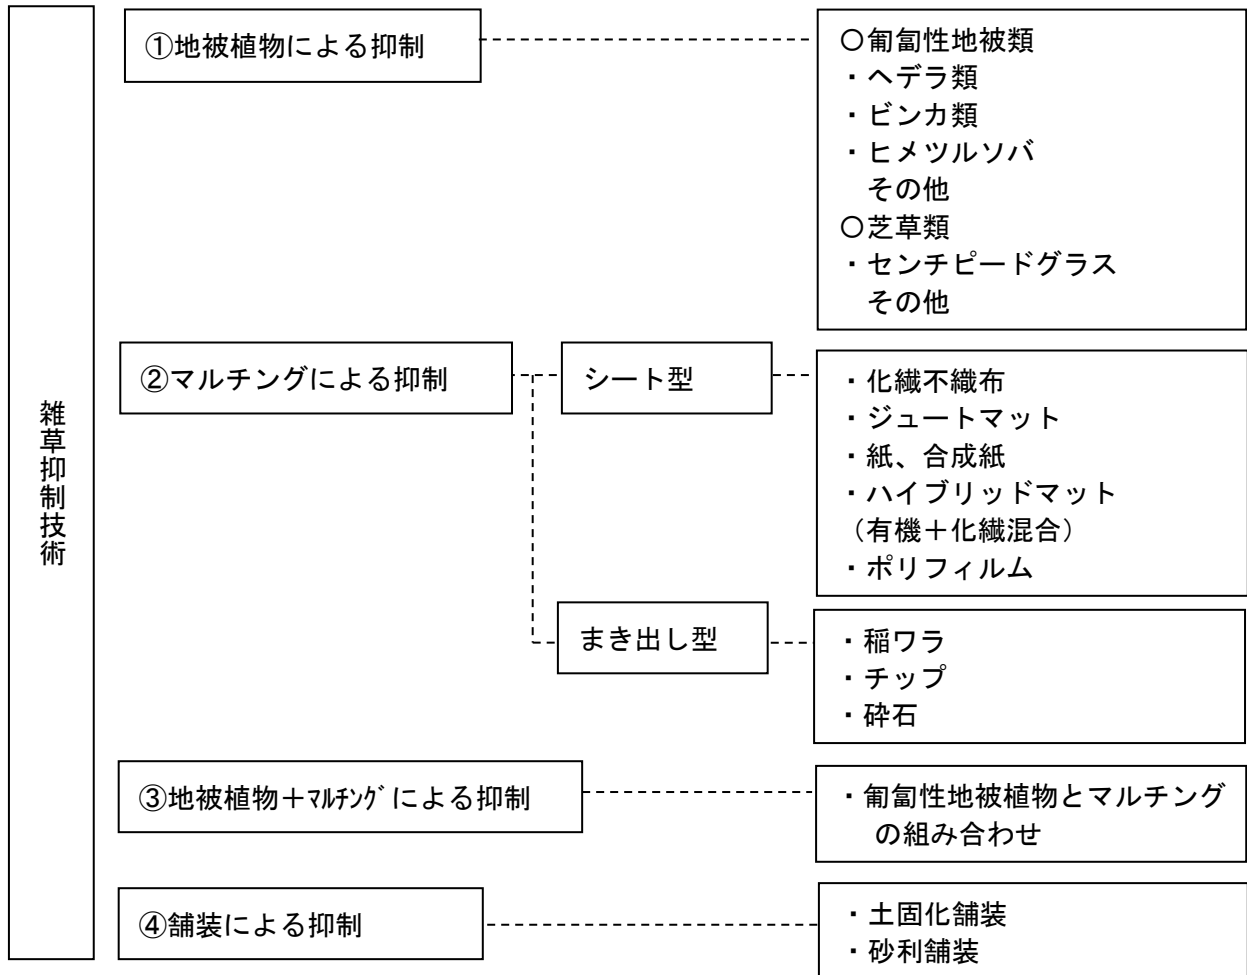 雑草抑制技術
①地被植物による抑制
〇匍匐性地被類
・ヘデラ類
・ビンカ類
・ヒメツルソバ
その他
〇芝草類
・センチピードグラス
その他
②マルチングによる抑制
シート型
・化繊不織布
・ジュートマット
・紙、合成紙
・ハイブリッドマット
（有機＋化繊混合）
・ポリフィルム
まき出し型
・稲ワラ
・チップ
・砕石
③地被植物＋ﾏﾙﾁﾝｸﾞによる抑制
・匍匐性地被植物とマルチング
の組み合わせ
④舗装による抑制
・土固化舗装
・砂利舗装